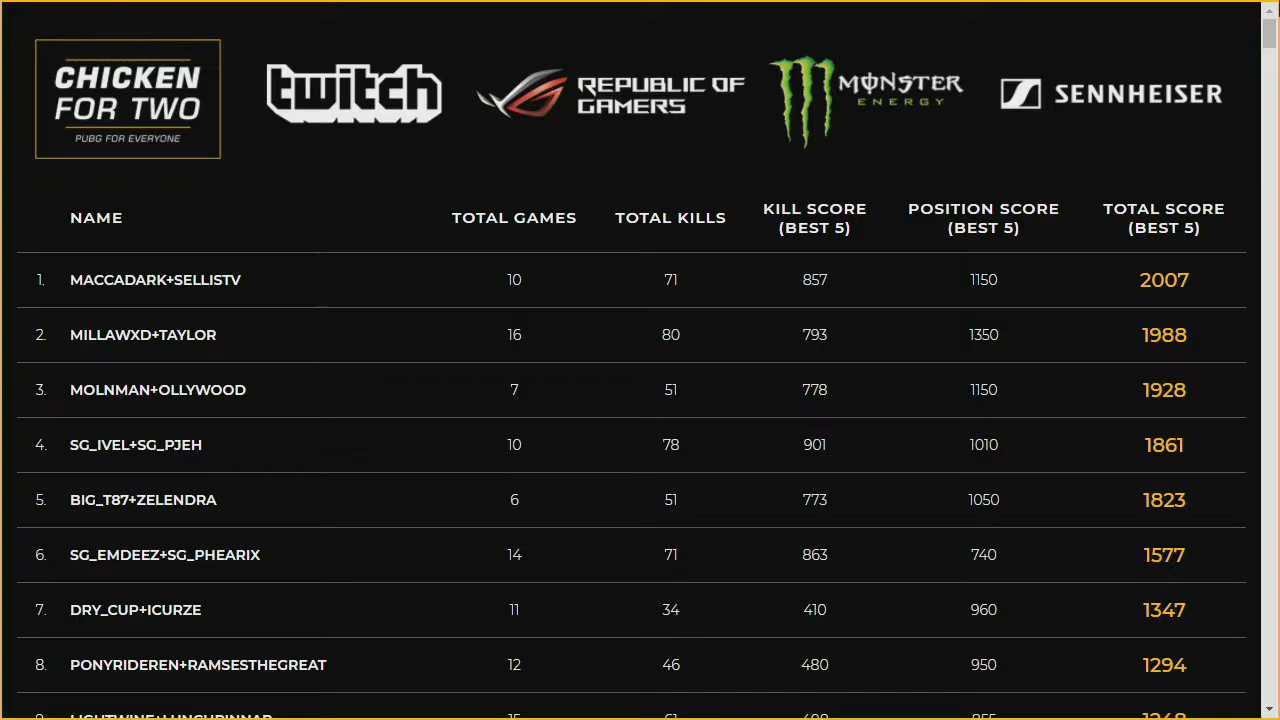 CHICKEN
FOR TWO
PUBG FOR EVERYONE
twitch
REPUBLIC OF
GAMERS
MONSTER
ENERGY
SENNHEISER
NAME TOTAL GAMES TOTAL KILLS KILL SCORE (BEST 5) POSITION SCORE (BEST 5) TOTAL SCORE (BEST 5)
1. MACCADARK+SELLISTV 10 71 857 1150 2007
2. MILLAWXD+TAYLOR 16 80 793 1350 1988
3. MOLNMAN+OLLYWOOD 7 51 778 1150 1928
4. SG_IVEL+SG_PJEH 10 78 901 1010 1861
5. BIG_T87+ZELENDRA 6 51 773 1050 1823
6. SG_EMDEEZ+SG_PHEARIX 14 71 863 740 1577
7. DRY_CUP+ICURZE 11 34 410 960 1347
8. PONYRIDEREN+RAMSESTHEGREAT 12 46 480 950 1294